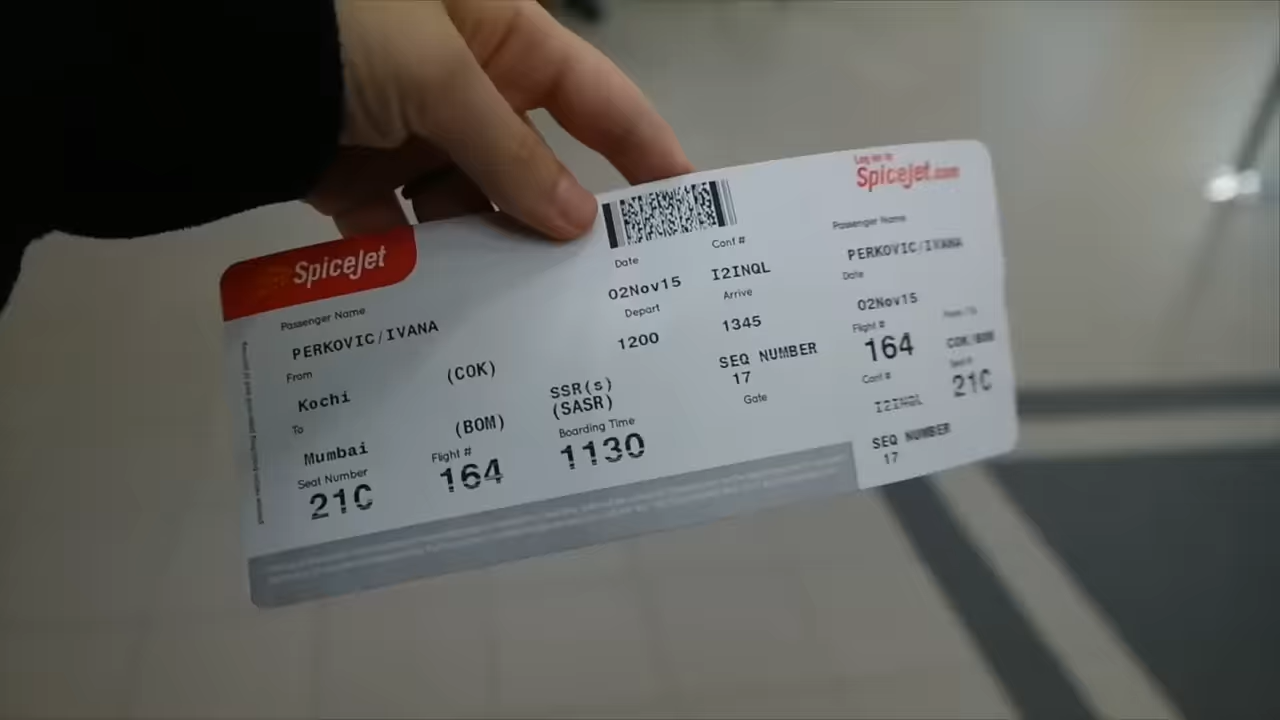 SpiceJet
Passenger Name
PERKOVIC/IVANA
From
Kochi (COK)
To
Mumbai (BOM)
Seat Number
21C
Flight #
164
SSR(s)
(SASR)
Boarding Time
1130
Date
02Nov15
Depart
1200
Conf #
I2INQL
Arrive
1345
SEQ NUMBER
17
Gate
Log on to
SpiceJet.com
Passenger Name
PERKOVIC/IVANA
Date
02Nov15
Flight #
164
COK/BOM
Seat #
21C
Conf #
I2INQL
SEQ NUMBER
17